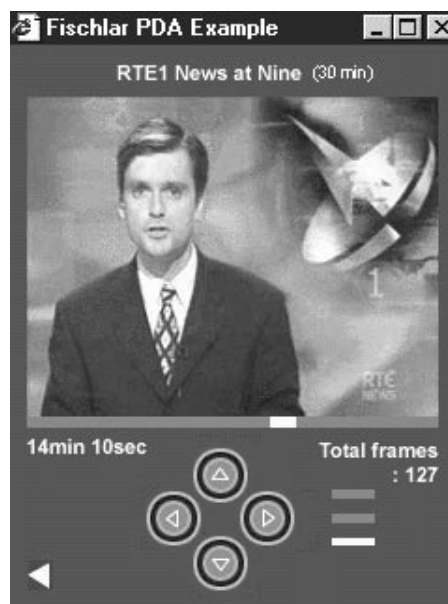 Fischlar PDA Example
RTE1 News at Nine (30 min)
1
RTE
NEWS
14min 10sec
Total frames
: 127